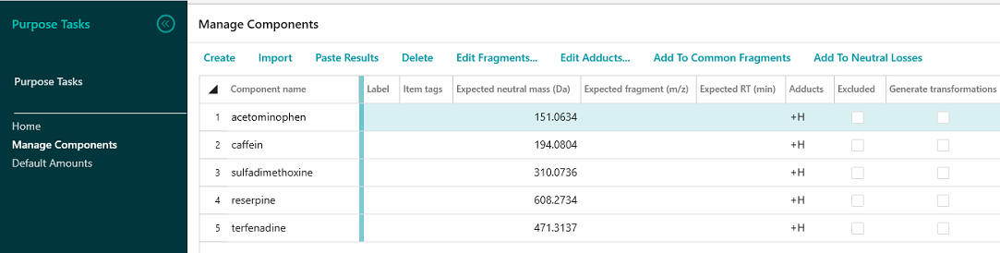 Purpose Tasks
Purpose Tasks
Home
Manage Components
Default Amounts
Manage Components
Create Import Paste Results Delete Edit Fragments... Edit Adducts... Add To Common Fragments Add To Neutral Losses
Component name Label Item tags Expected neutral mass (Da) Expected fragment (m/z) Expected RT (min) Adducts Excluded Generate transformations
1 acetominophen 151.0634 +H
2 caffein 194.0804 +H
3 sulfadimethoxine 310.0736 +H
4 reserpine 608.2734 +H
5 terfenadine 471.3137 +H